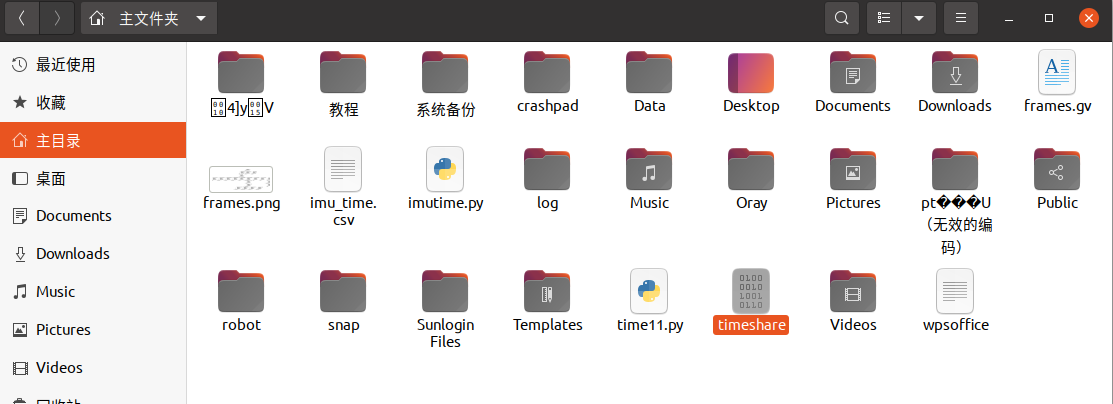 主文件夹
最近使用
收藏
主目录
桌面
Documents
Downloads
Music
Pictures
Videos
4]y V
教程
系统备份
crashpad
Data
Desktop
Documents
Downloads
frames.gv
frames.png
imu_time.
csv
imutime.py
log
Music
Oray
Pictures
pt���U
（无效的编
码）
Public
robot
snap
Sunlogin
Files
Templates
time11.py
timeshare
Videos
wpsoffice